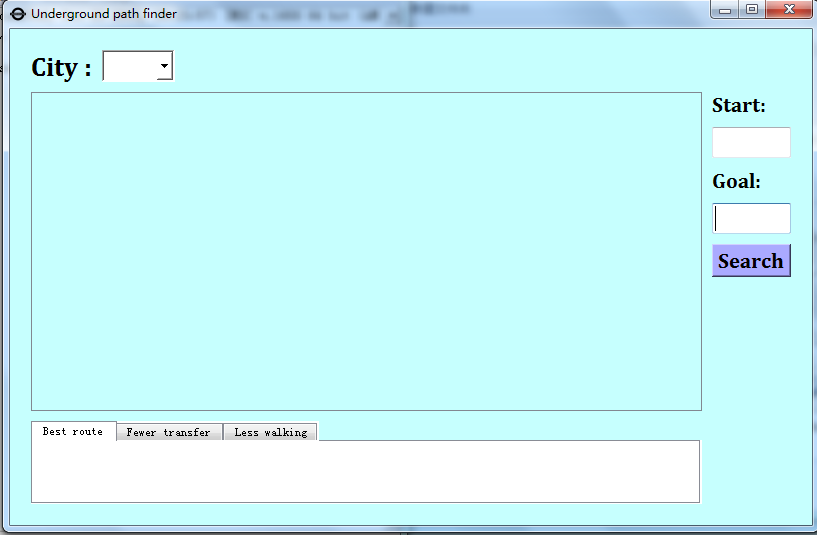 Underground path finder
City :
Start:
Goal:
Search
Best route
Fewer transfer
Less walking